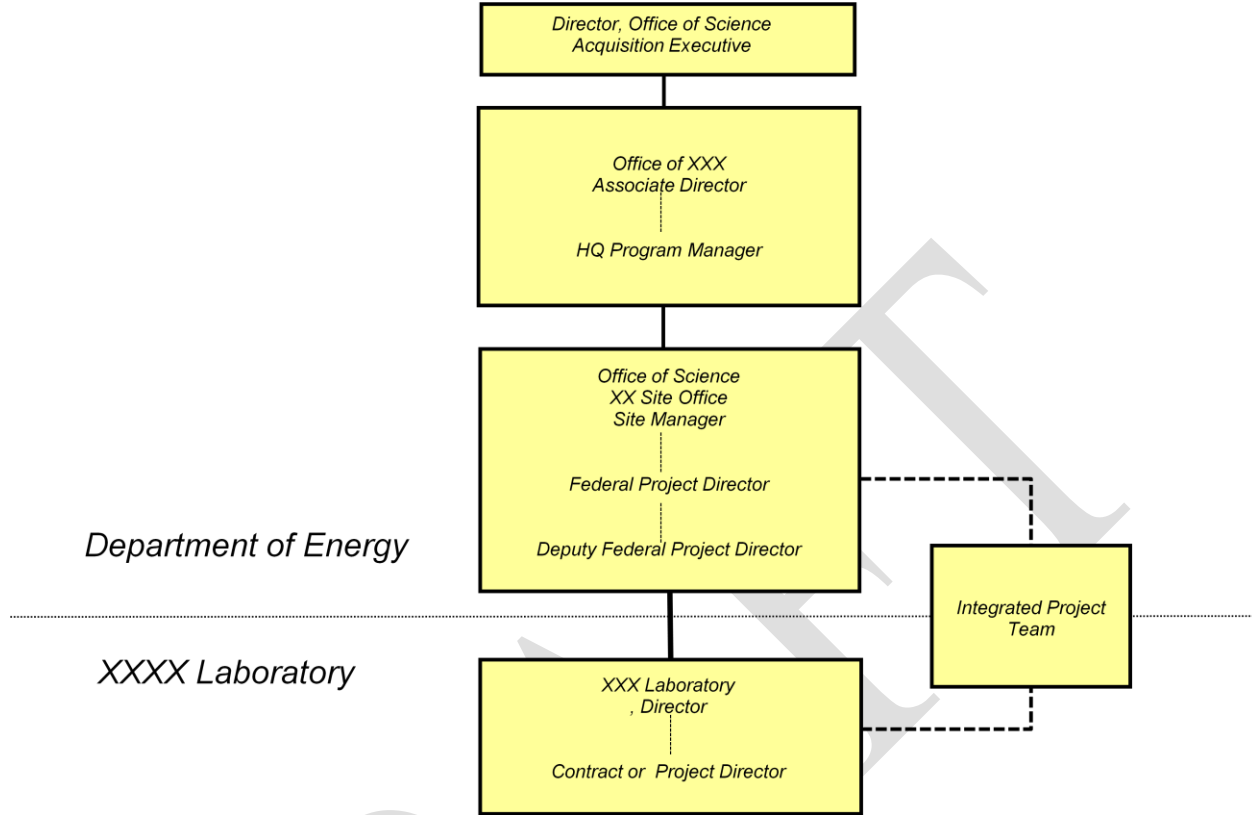 Director, Office of Science
Acquisition Executive
Office of XXX
Associate Director
HQ Program Manager
Office of Science
XX Site Office
Site Manager
Federal Project Director
Deputy Federal Project Director
Department of Energy
Integrated Project
Team
XXXX Laboratory
XXX Laboratory
, Director
Contract or  Project Director